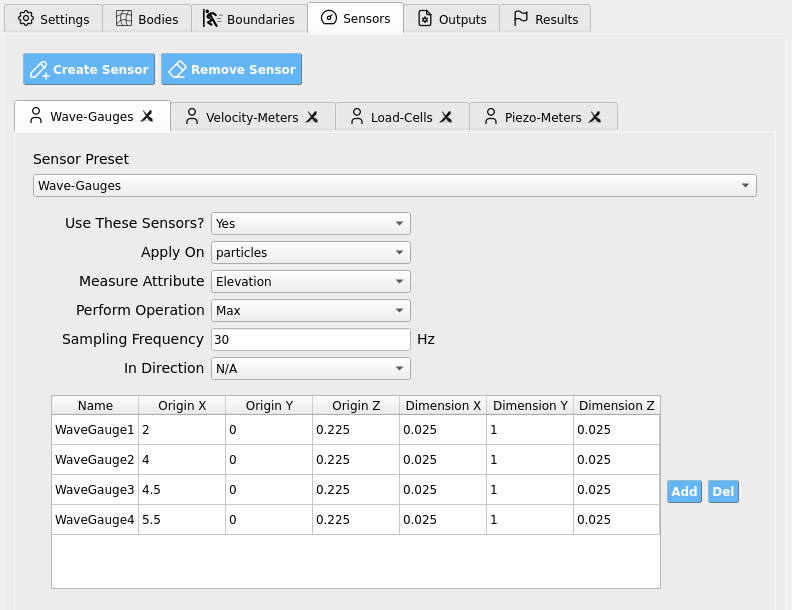 Settings Bodies Boundaries Sensors Outputs Results
Create Sensor Remove Sensor
Wave-Gauges Velocity-Meters Load-Cells Piezo-Meters
Sensor Preset
Wave-Gauges
Use These Sensors? Yes
Apply On particles
Measure Attribute Elevation
Perform Operation Max
Sampling Frequency 30 Hz
In Direction N/A
Name Origin X Origin Y Origin Z Dimension X Dimension Y Dimension Z
WaveGauge1 2 0 0.225 0.025 1 0.025
WaveGauge2 4 0 0.225 0.025 1 0.025
WaveGauge3 4.5 0 0.225 0.025 1 0.025 Add Del
WaveGauge4 5.5 0 0.225 0.025 1 0.025